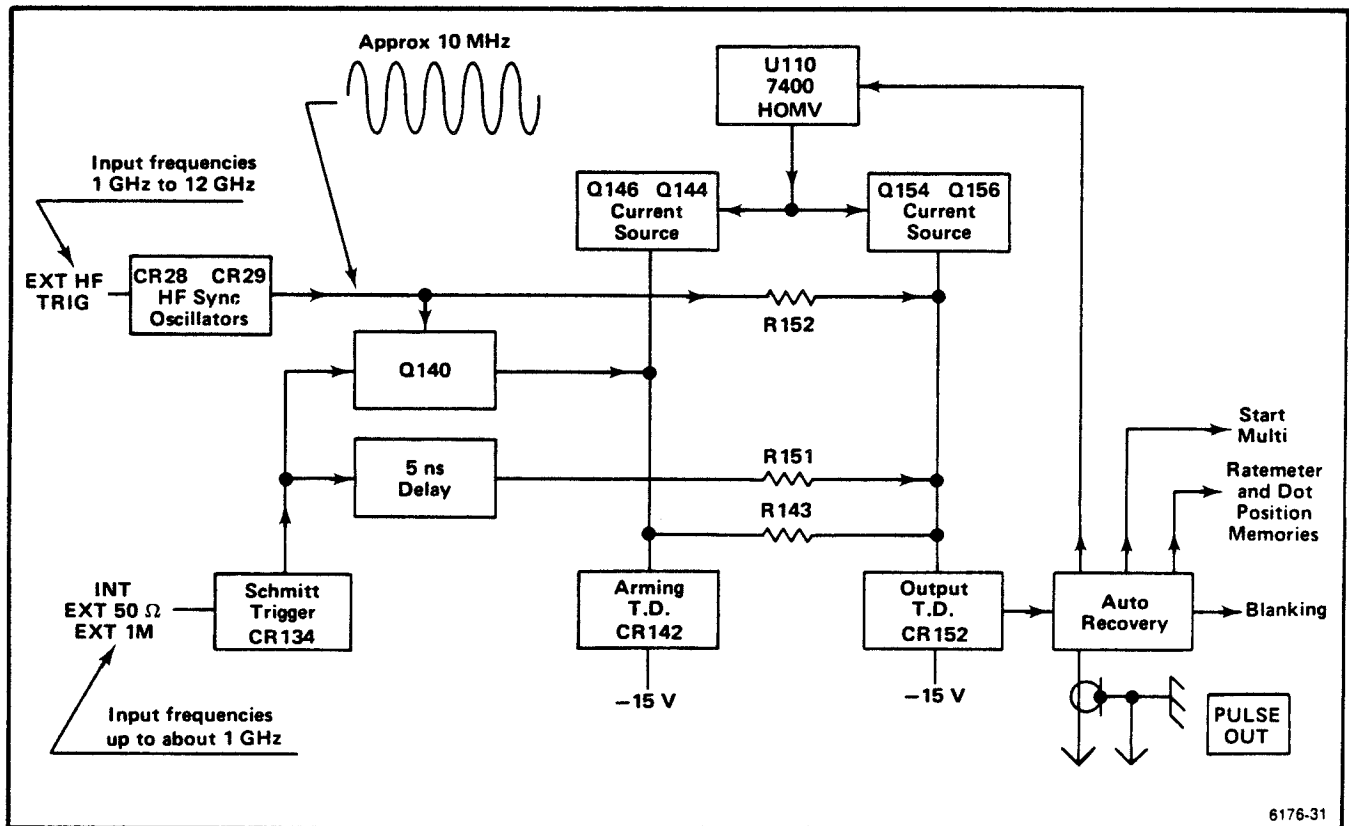 Approx 10 MHz
U110
7400
HOMV
Input frequencies
1 GHz to 12 GHz
Q146 Q144
Current
Source
Q154 Q156
Current
Source
EXT HF
TRIG
CR28 CR29
HF Sync
Oscillators
R152
Q140
Start
Multi
5 ns
Delay
R151
Ratemeter
and Dot
Position
Memories
R143
INT
EXT 50 Ω
EXT 1M
Schmitt
Trigger
CR134
Arming
T.D.
CR142
Output
T.D.
CR152
Auto
Recovery
Blanking
−15 V
−15 V
Input frequencies
up to about 1 GHz
PULSE
OUT
6176-31